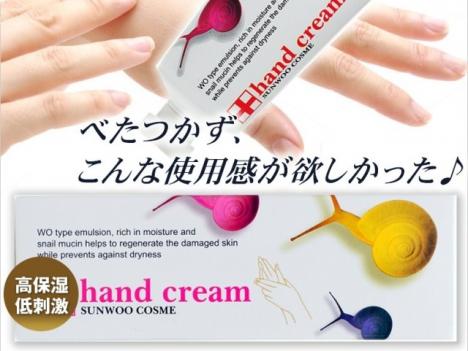 WO type emulsion, rich in moisture and
snail mucin helps to regenerate the damaged skin
while prevents against dryness
hand cream
SUNWOO COSME
べたつかず、
こんな使用感が欲しかった♪
WO type emulsion, rich in moisture and
snail mucin helps to regenerate the damaged skin
while prevents against dryness
高保湿
低刺激
hand cream
SUNWOO COSME